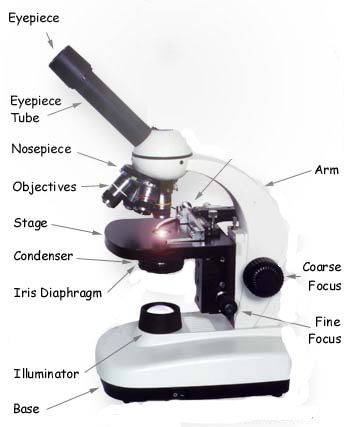 Eyepiece
Eyepiece
Tube
Nosepiece
Objectives
Stage
Condenser
Iris Diaphragm
Illuminator
Base
Arm
Coarse
Focus
Fine
Focus